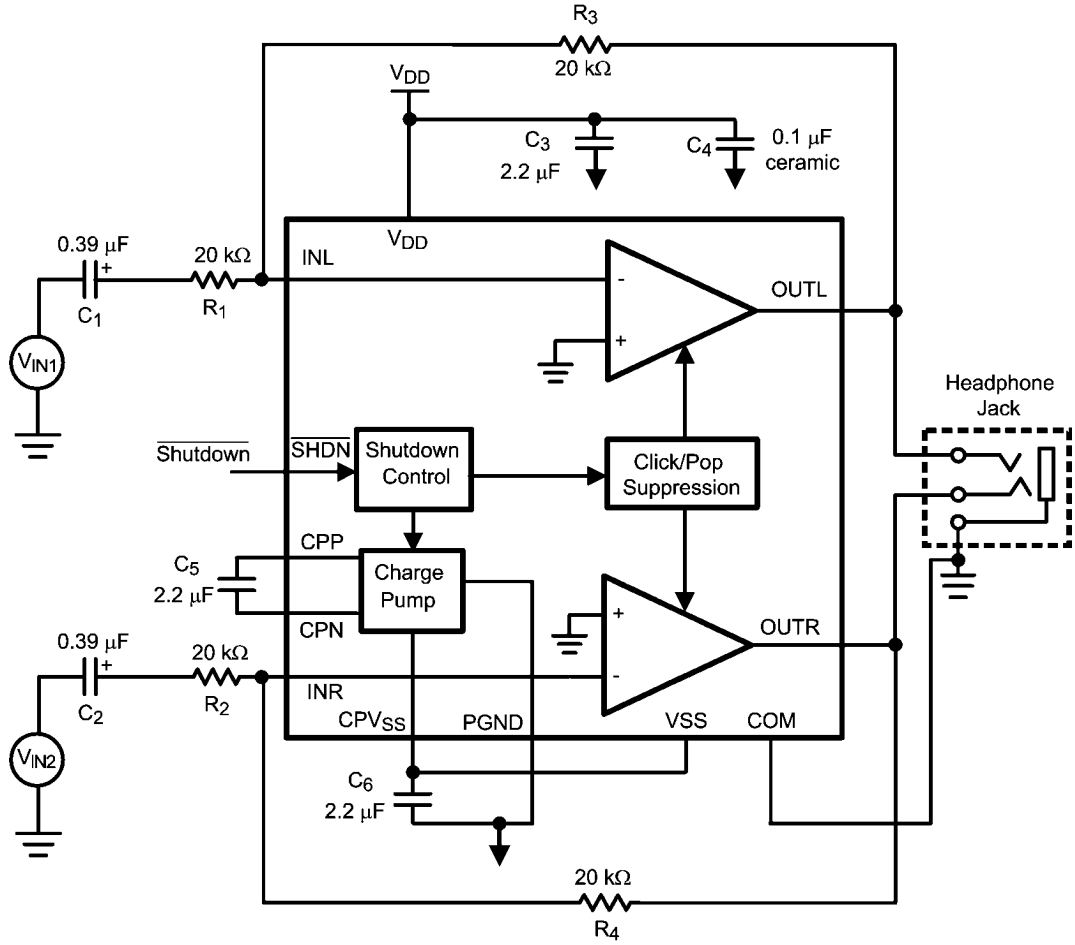 R3
20 kΩ
VDD
C3
2.2 μF
C4
0.1 μF
ceramic
VDD
0.39 μF
+
C1
20 kΩ
R1
INL
-
+
OUTL
VIN1
Headphone
Jack
Shutdown
SHDN
Shutdown
Control
Click/Pop
Suppression
CPP
C5
2.2 μF
Charge
Pump
CPN
+
-
OUTR
0.39 μF
+
C2
20 kΩ
R2
INR
CPVSS
PGND
VSS
COM
VIN2
C6
2.2 μF
20 kΩ
R4